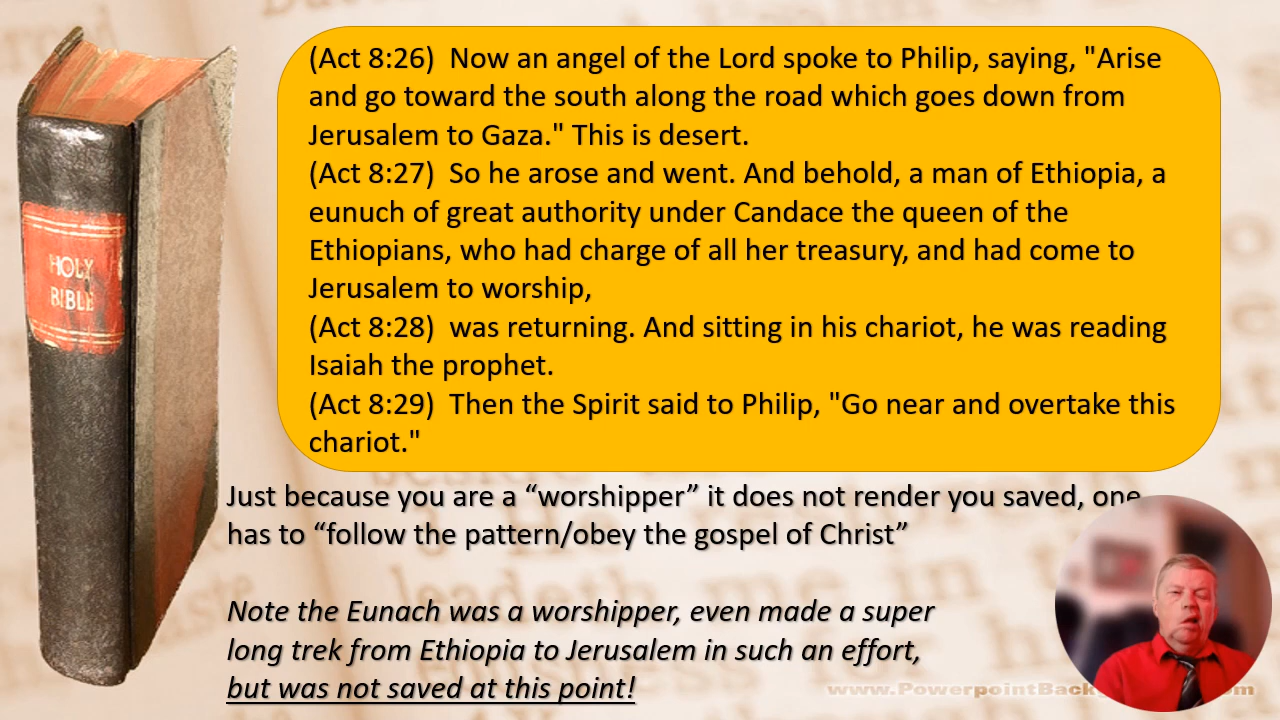 (Act 8:26)  Now an angel of the Lord spoke to Philip, saying, "Arise
and go toward the south along the road which goes down from
Jerusalem to Gaza." This is desert.
(Act 8:27)  So he arose and went. And behold, a man of Ethiopia, a
eunuch of great authority under Candace the queen of the
Ethiopians, who had charge of all her treasury, and had come to
Jerusalem to worship,
(Act 8:28)  was returning. And sitting in his chariot, he was reading
Isaiah the prophet.
(Act 8:29)  Then the Spirit said to Philip, "Go near and overtake this
chariot."
HOLY
BIBLE
Just because you are a “worshipper” it does not render you saved, one
has to “follow the pattern/obey the gospel of Christ”
Note the Eunach was a worshipper, even made a super
long trek from Ethiopia to Jerusalem in such an effort,
but was not saved at this point!
leadeth me in